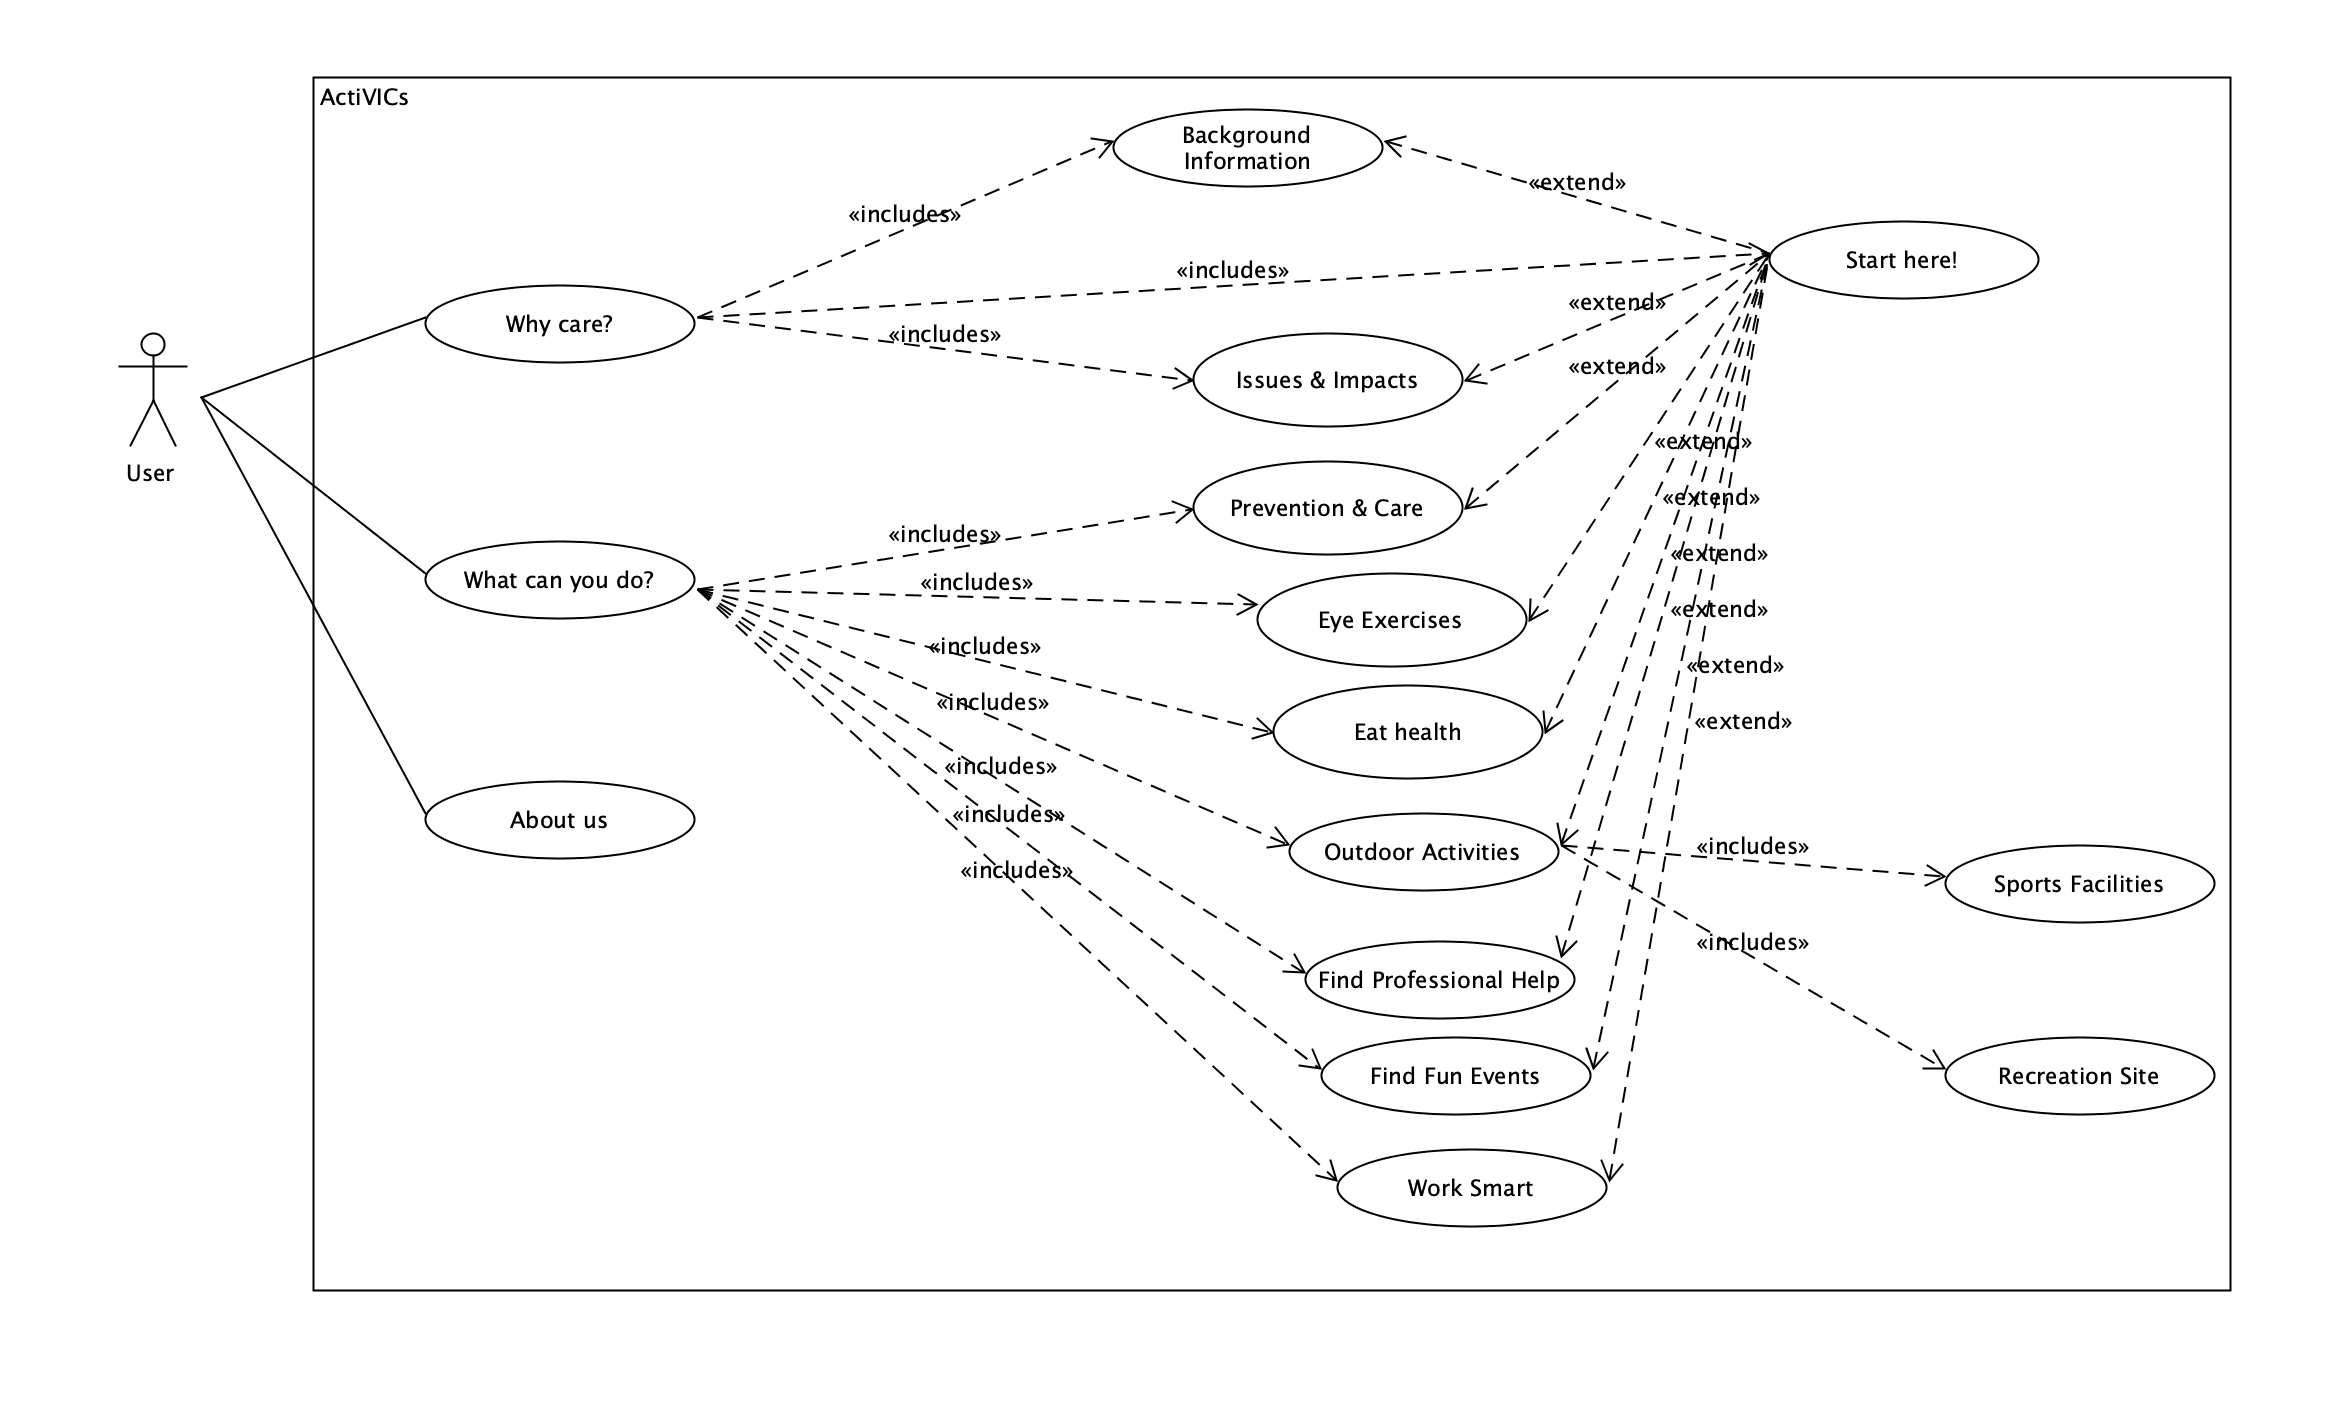 ActiVICs
Background
Information
«extend»
«includes»
Start here!
«includes»
«extend»
Why care?
«includes»
«extend»
Issues & Impacts
«extend»
User
«extend»
Prevention & Care
«includes»
«extend»
What can you do?
«includes»
«extend»
Eye Exercises
«includes»
«extend»
«includes»
«extend»
Eat health
«includes»
About us
«includes»
«includes»
Outdoor Activities
«includes»
Sports Facilities
«includes»
Find Professional Help
Find Fun Events
Recreation Site
Work Smart